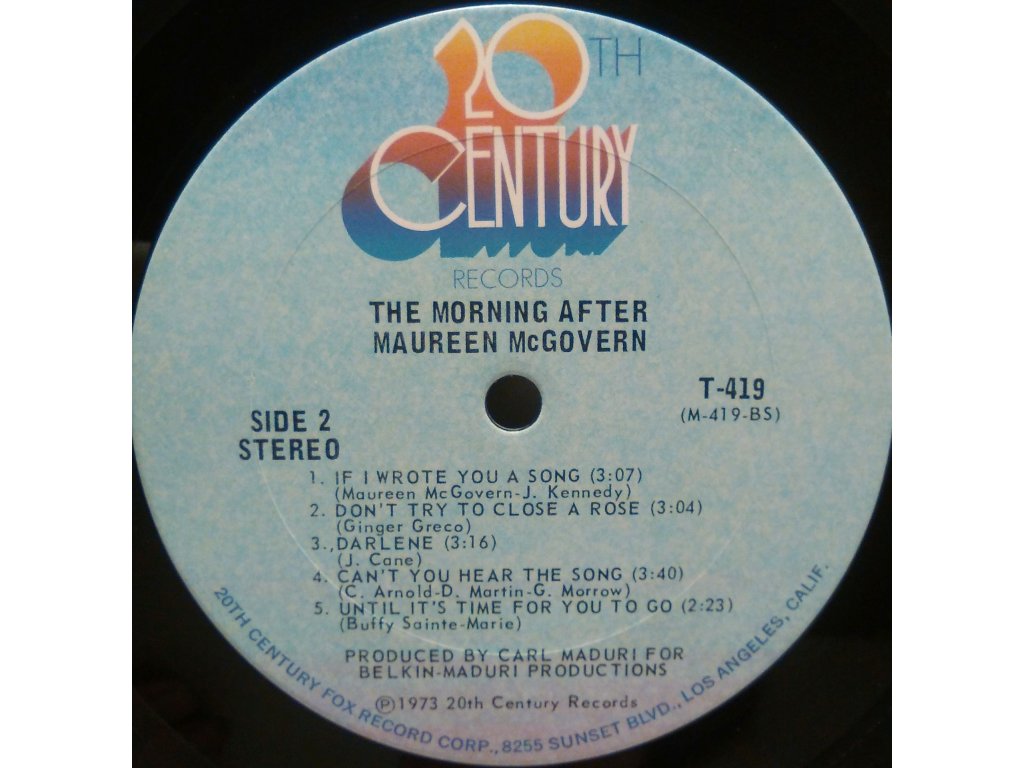 20TH
CENTURY
RECORDS
THE MORNING AFTER
MAUREEN McGOVERN
T-419
(M-419-BS)
SIDE 2
STEREO
1. IF I WROTE YOU A SONG (3:07)
(Maureen McGovern-J. Kennedy)
2. DON'T TRY TO CLOSE A ROSE (3:04)
(Ginger Greco)
3., DARLENE (3:16)
(J. Cane)
4. CAN'T YOU HEAR THE SONG (3:40)
(C. Arnold-D. Martin-G. Morrow)
5. UNTIL IT'S TIME FOR YOU TO GO (2:23)
(Buffy Sainte-Marie)
PRODUCED BY CARL MADURI FOR
BELKIN-MADURI PRODUCTIONS
℗1973 20th Century Records
20TH CENTURY FOX RECORD CORP., 8255 SUNSET BLVD., LOS ANGELES, CALIF.